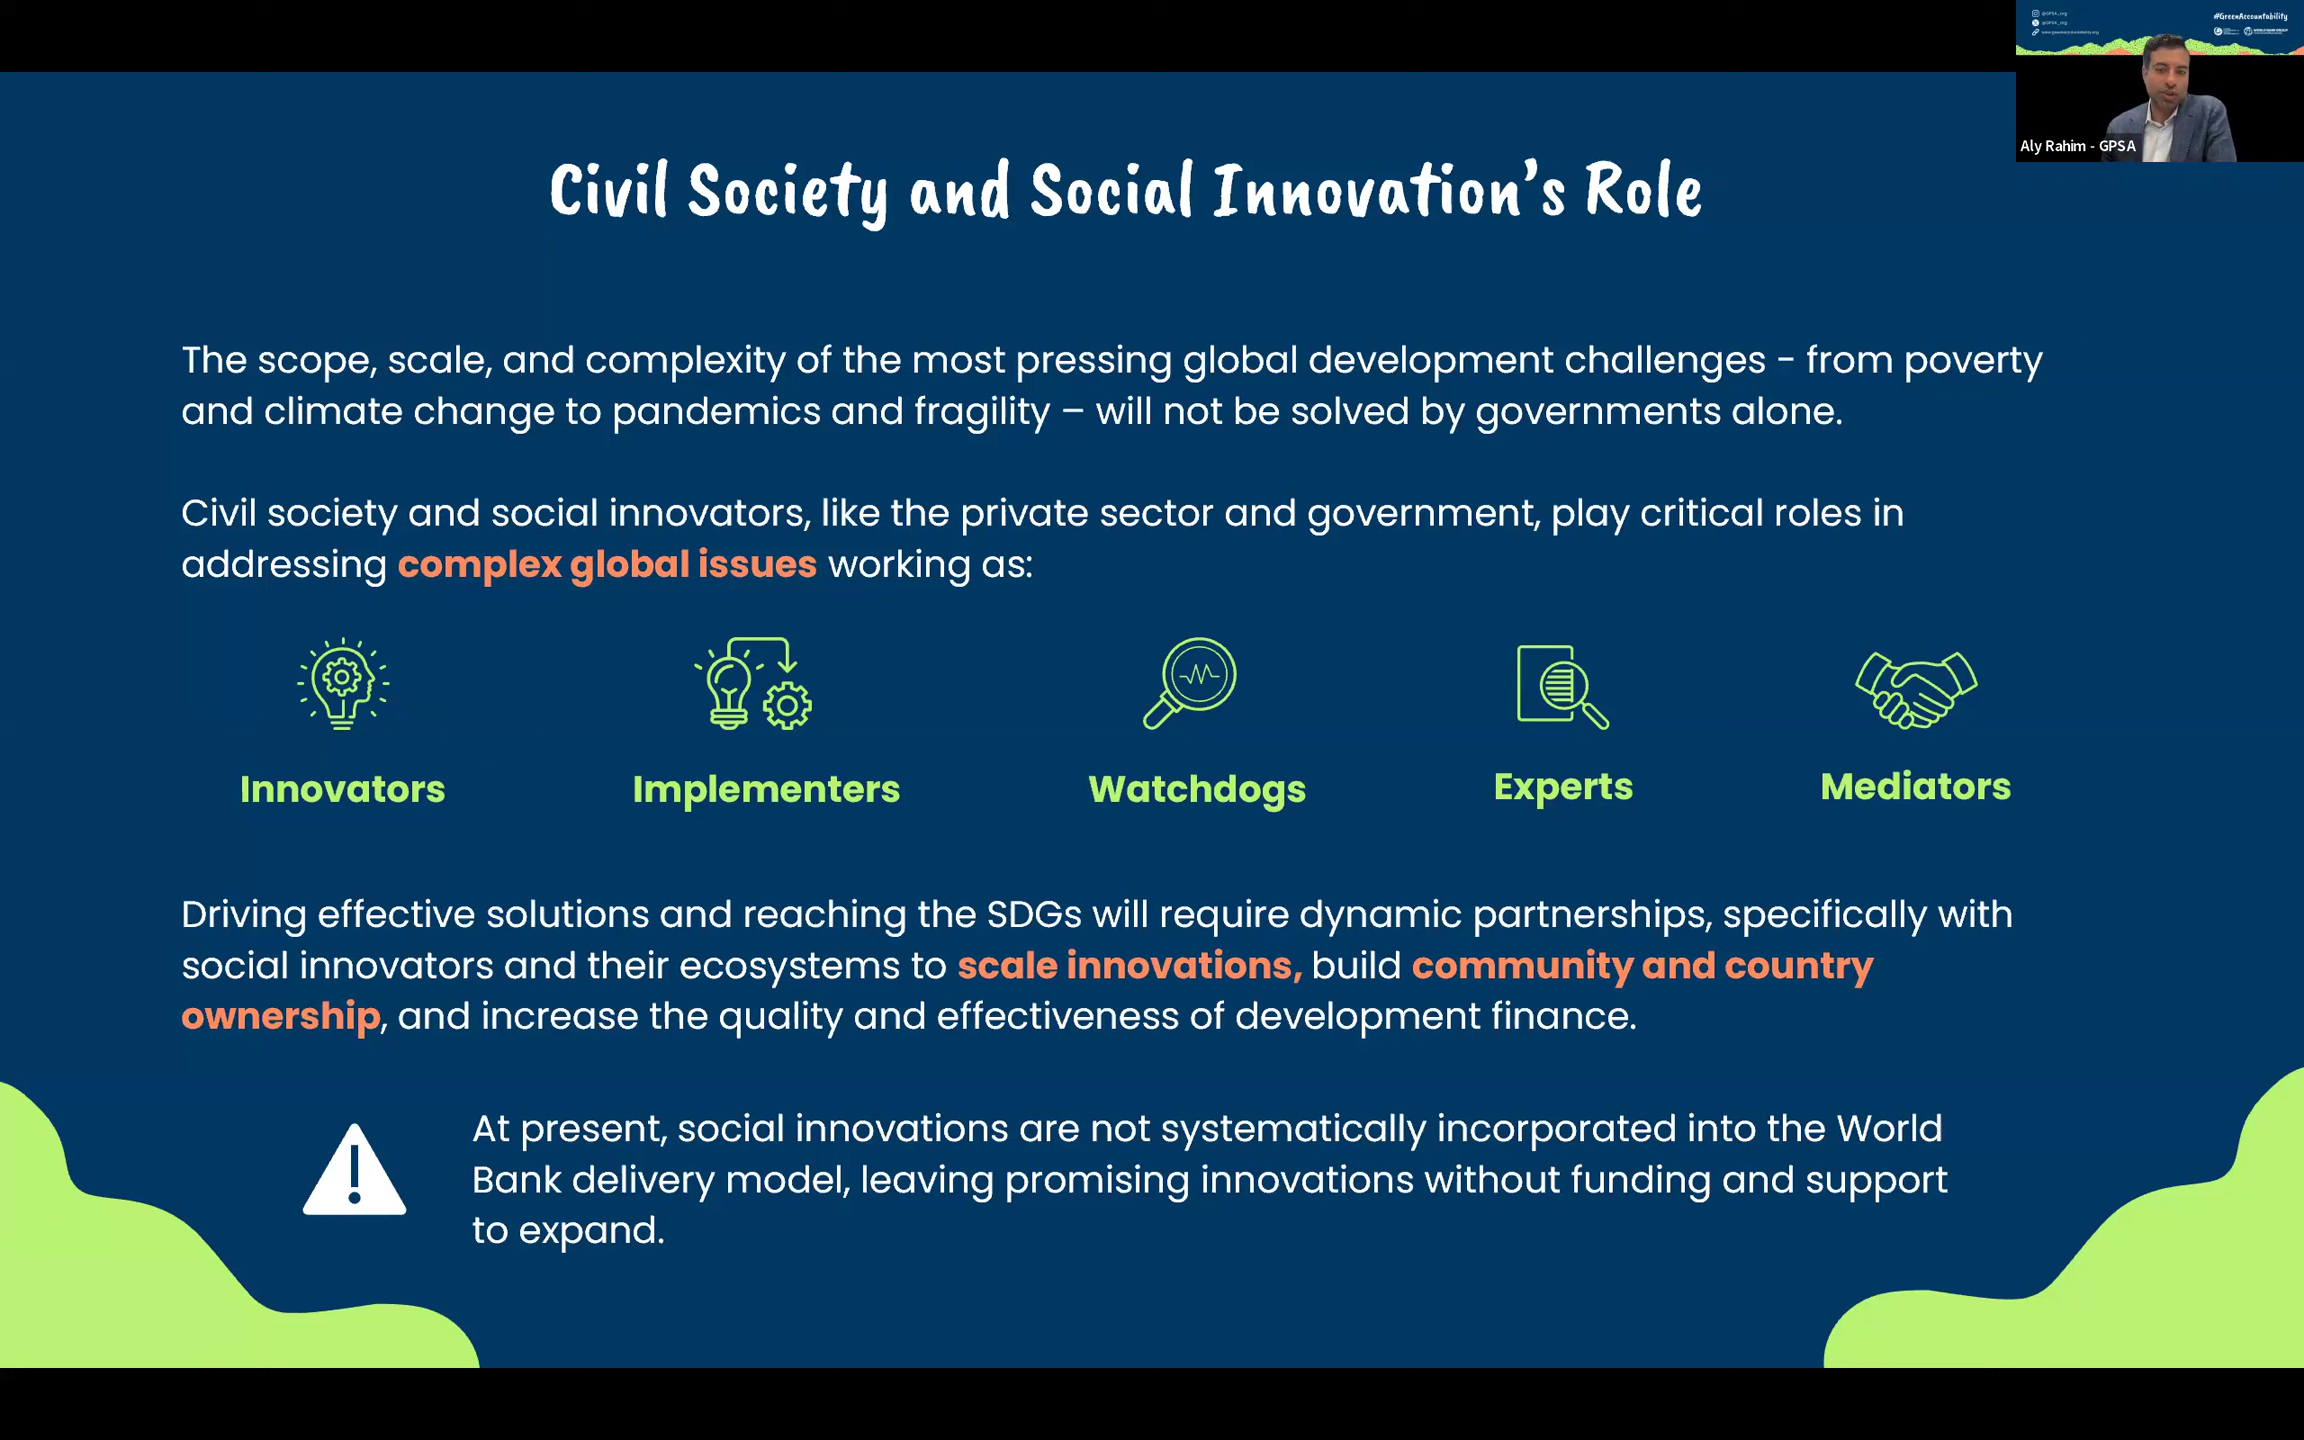 @GPSA_org
@GPSA_org
#GreenAccountability
WORLD BANK GROUP
Aly Rahim - GPSA
Civil Society and Social Innovation's Role
The scope, scale, and complexity of the most pressing global development challenges - from poverty
and climate change to pandemics and fragility – will not be solved by governments alone.
Civil society and social innovators, like the private sector and government, play critical roles in
addressing complex global issues working as:
Innovators
Implementers
Watchdogs
Experts
Mediators
Driving effective solutions and reaching the SDGs will require dynamic partnerships, specifically with
social innovators and their ecosystems to scale innovations, build community and country
ownership, and increase the quality and effectiveness of development finance.
At present, social innovations are not systematically incorporated into the World
Bank delivery model, leaving promising innovations without funding and support
to expand.